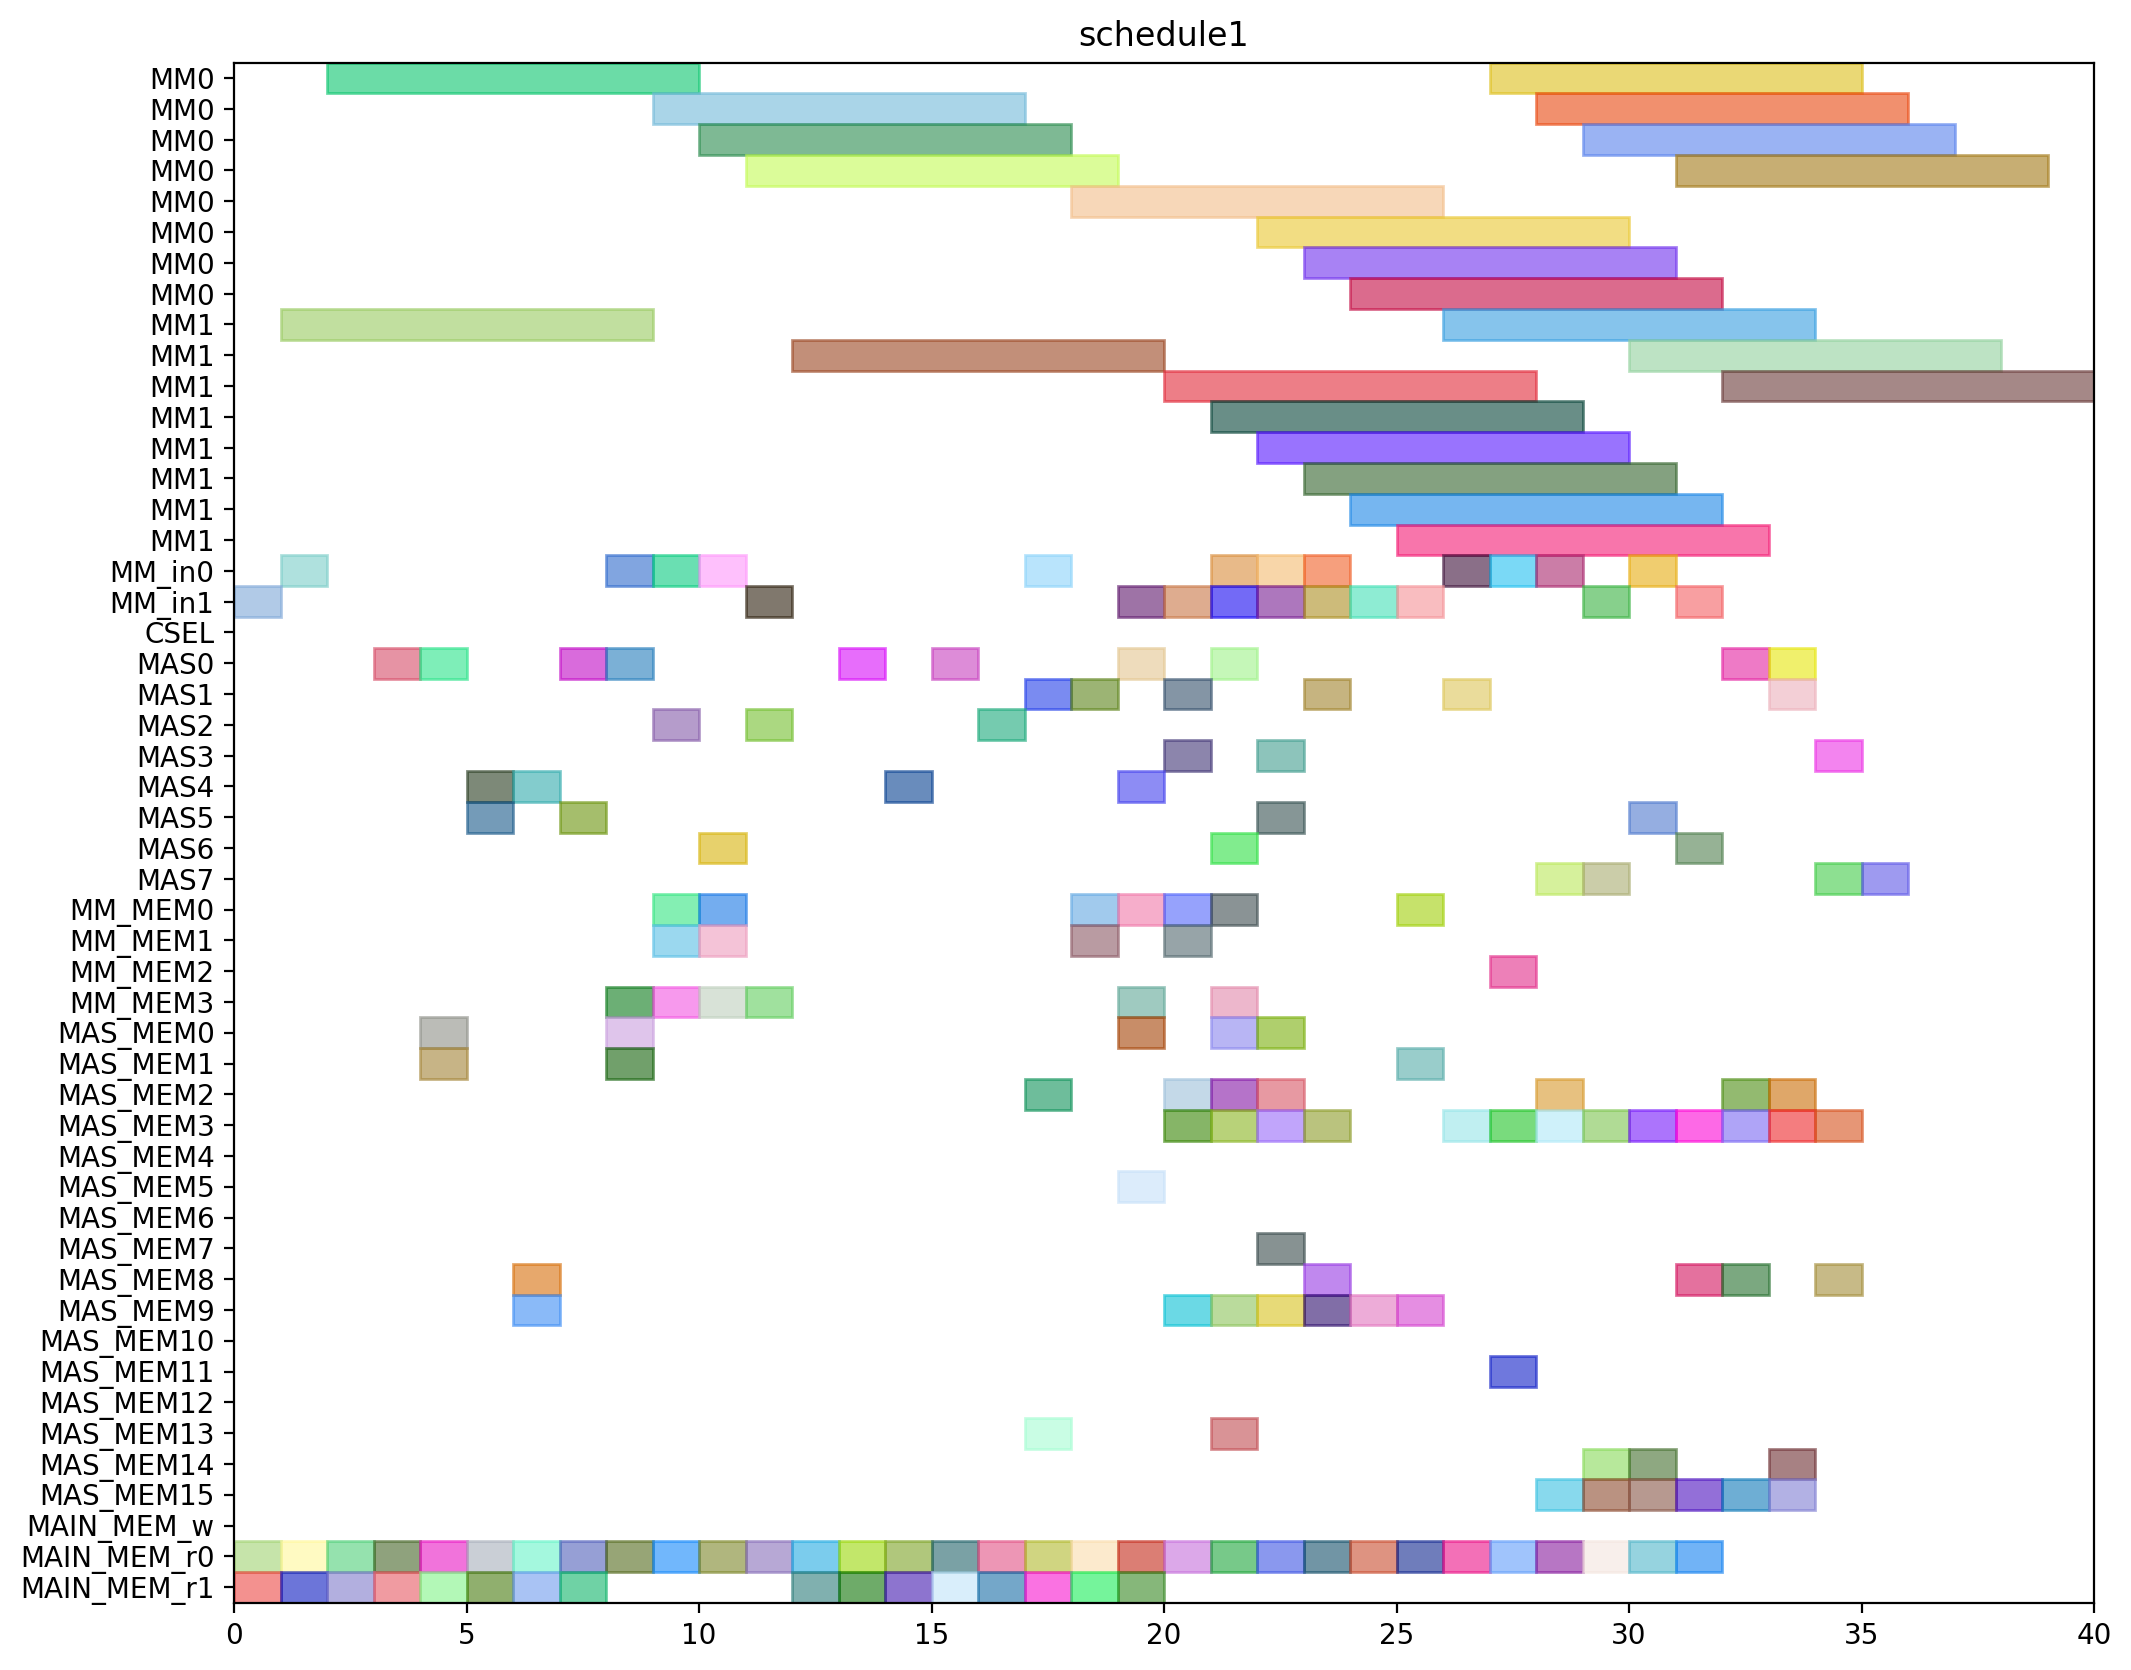 schedule1
MM0
MM0
MM0
MM0
MM0
MM0
MM0
MM0
MM1
MM1
MM1
MM1
MM1
MM1
MM1
MM1
MM_in0
MM_in1
CSEL
MAS0
MAS1
MAS2
MAS3
MAS4
MAS5
MAS6
MAS7
MM_MEM0
MM_MEM1
MM_MEM2
MM_MEM3
MAS_MEM0
MAS_MEM1
MAS_MEM2
MAS_MEM3
MAS_MEM4
MAS_MEM5
MAS_MEM6
MAS_MEM7
MAS_MEM8
MAS_MEM9
MAS_MEM10
MAS_MEM11
MAS_MEM12
MAS_MEM13
MAS_MEM14
MAS_MEM15
MAIN_MEM_w
MAIN_MEM_r0
MAIN_MEM_r1
0 5 10 15 20 25 30 35 40